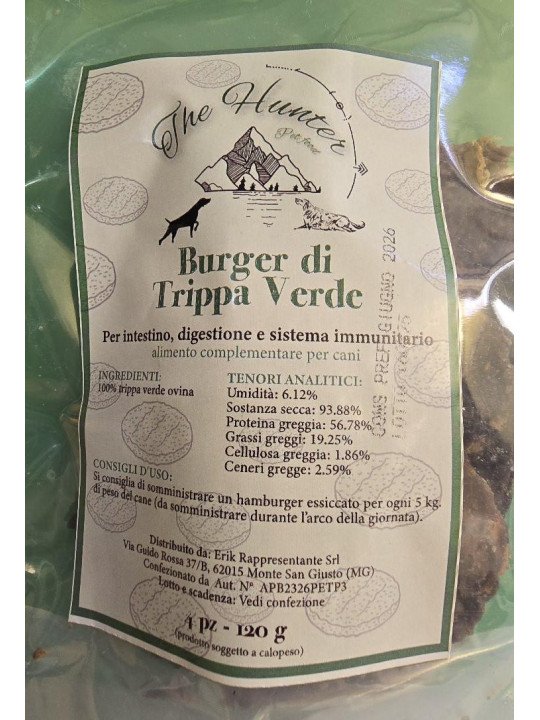 The Hunter
Pet food
Burger di
Trippa Verde
Per intestino, digestione e sistema immunitario
alimento complementare per cani
INGREDIENTI:
100% trippa verde ovina
TENORI ANALITICI:
Umidità: 6.12%
Sostanza secca: 93.88%
Proteina greggia: 56.78%
Grassi greggi: 19.25%
Cellulosa greggia: 1.86%
Ceneri gregge: 2.59%
CONS PREF GIUGNO 2026
CONSIGLI D'USO:
Si consiglia di somministrare un hamburger essiccato per ogni 5 kg.
di peso del cane (da somministrare durante l'arco della giornata).
Distribuito da: Erik Rappresentante Srl
Via Guido Rossa 37/B, 62015 Monte San Giusto (MG)
Confezionato da Aut. N° APB2326PETP3
Lotto e scadenza: Vedi confezione
4 pz - 120 g
(prodotto soggetto a calopeso)